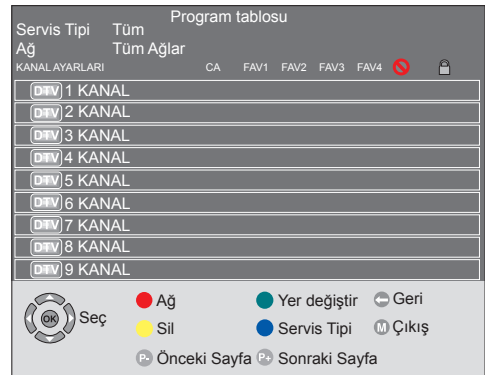 Program tablosu
Servis Tipi Tüm
Ağ Tüm Ağlar
KANAL AYARLARI CA FAV1 FAV2 FAV3 FAV4
DTV 1 KANAL
DTV 2 KANAL
DTV 3 KANAL
DTV 4 KANAL
DTV 5 KANAL
DTV 6 KANAL
DTV 7 KANAL
DTV 8 KANAL
DTV 9 KANAL
OK Seç Ağ Yer değiştir Geri
Sil Servis Tipi M Çıkış
P- Önceki Sayfa P+ Sonraki Sayfa